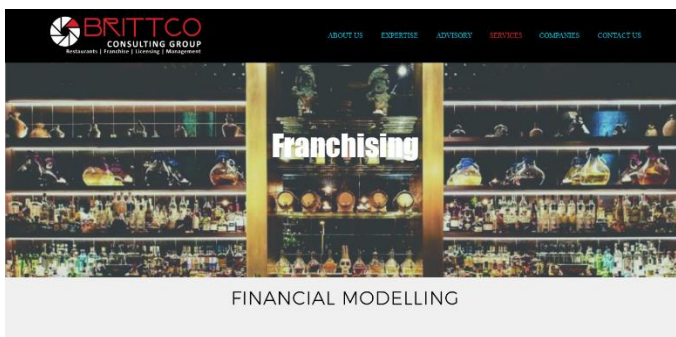 BRITTCO
CONSULTING GROUP
Restaurants | Franchise | Licensing | Management
ABOUT US EXPERTISE ADVISORY SERVICES COMPANIES CONTACT US
Franchising
FINANCIAL MODELLING